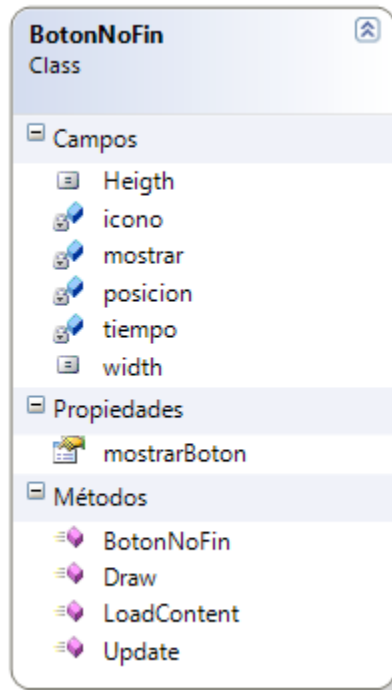 BotonNoFin
Class
Campos
Heigth
icono
mostrar
posicion
tiempo
width
Propiedades
mostrarBoton
Métodos
BotonNoFin
Draw
LoadContent
Update